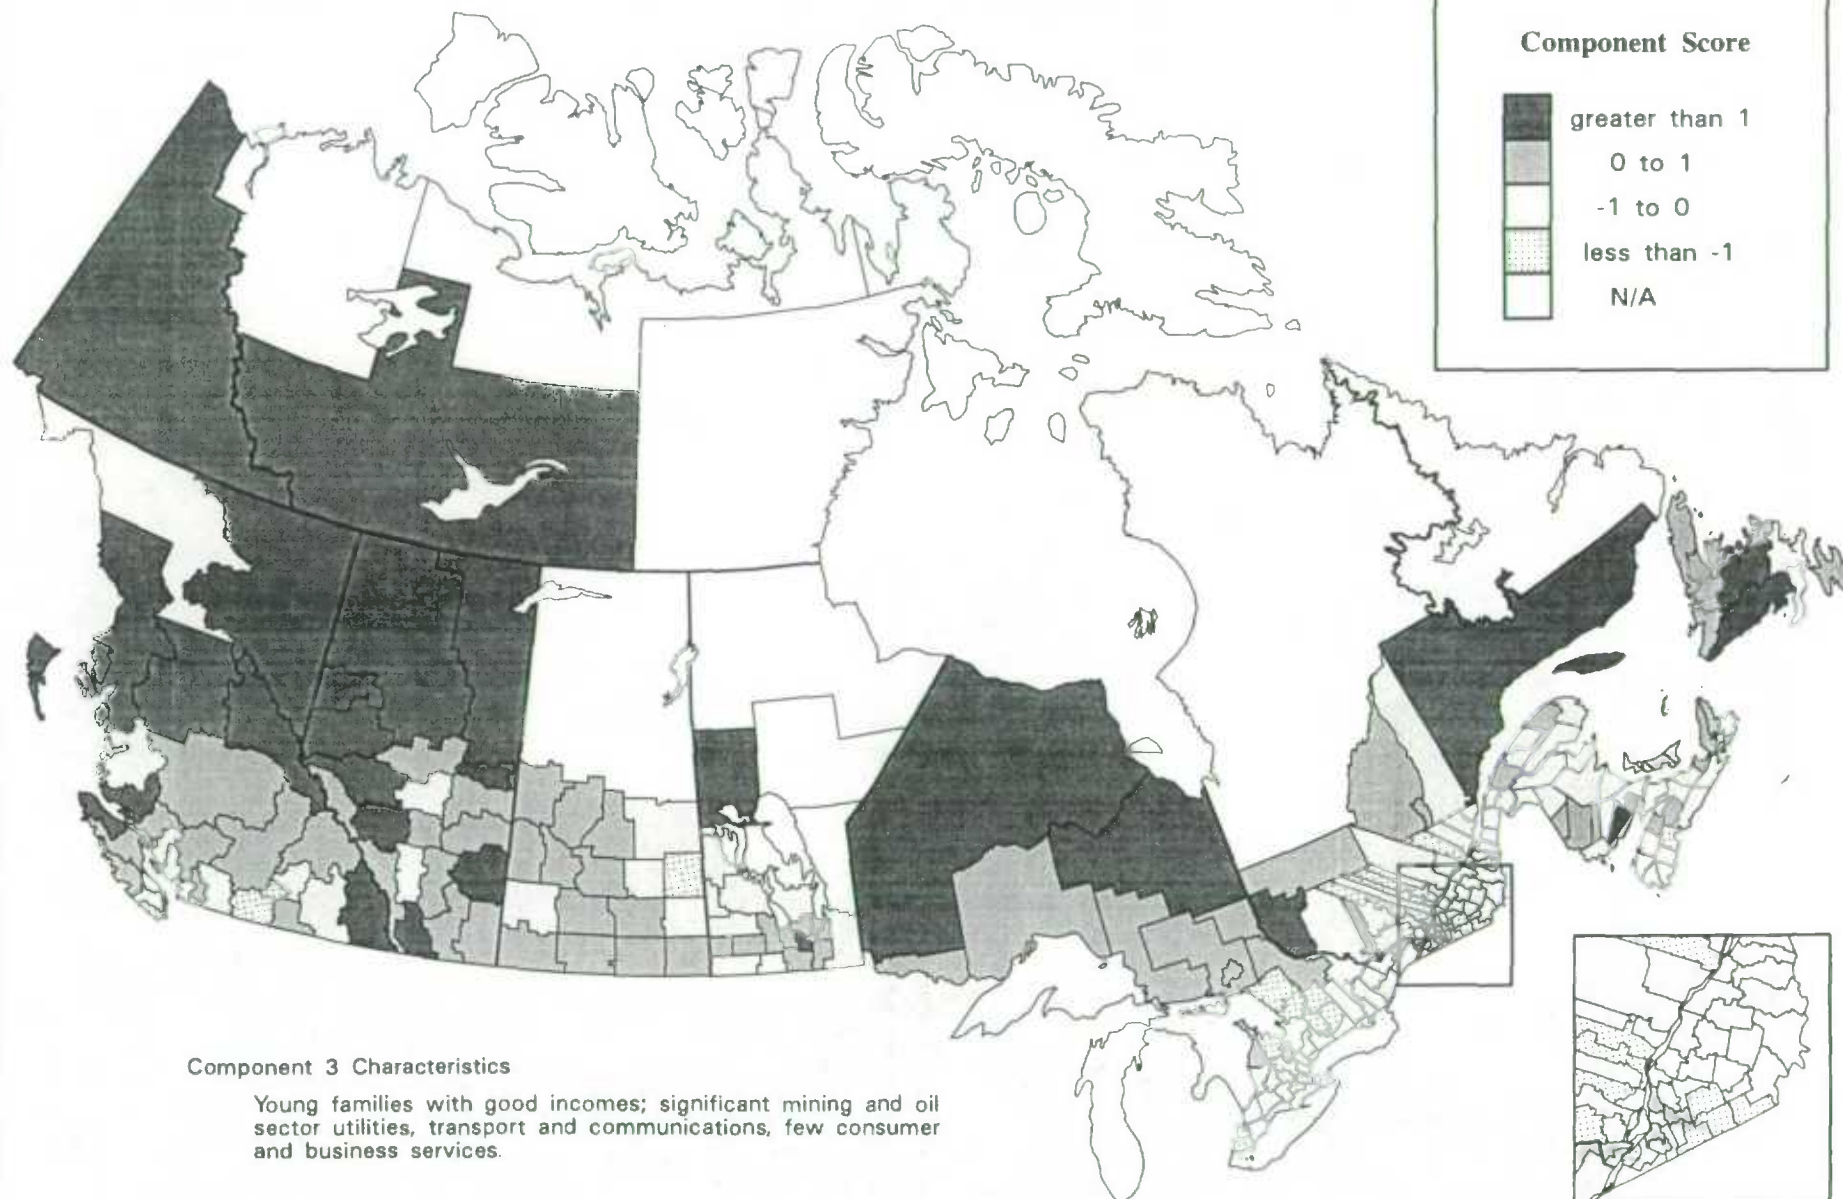 Component Score
greater than 1
0 to 1
-1 to 0
less than -1
N/A
Component 3 Characteristics
Young families with good incomes; significant mining and oil
sector utilities, transport and communications, few consumer
and business services.